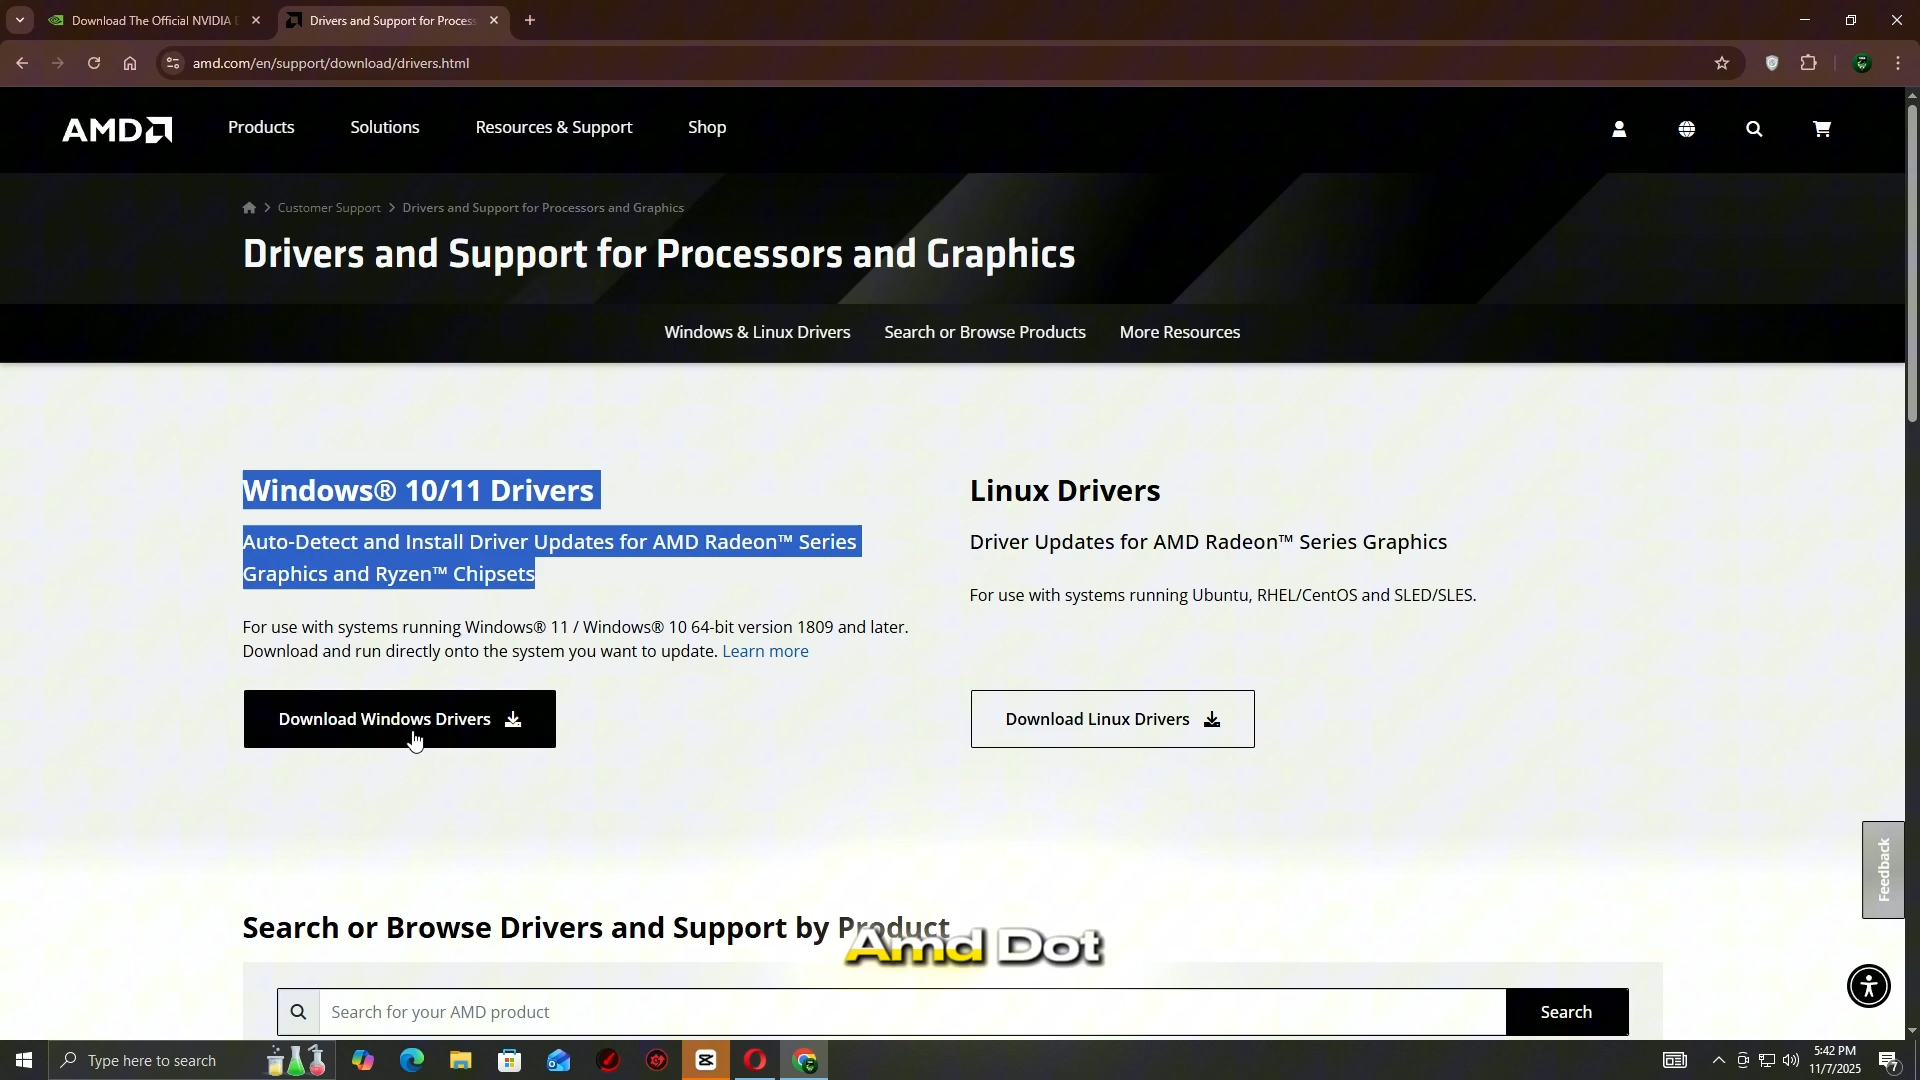 Download The Official NVIDIA D
Drivers and Support for Process
amd.com/en/support/download/drivers.html
AMD
Products
Solutions
Resources & Support
Shop
Customer Support
Drivers and Support for Processors and Graphics
Drivers and Support for Processors and Graphics
Windows & Linux Drivers
Search or Browse Products
More Resources
Windows® 10/11 Drivers
Auto-Detect and Install Driver Updates for AMD Radeon™ Series
Graphics and Ryzen™ Chipsets
For use with systems running Windows® 11 / Windows® 10 64-bit version 1809 and later.
Download and run directly onto the system you want to update. Learn more
Download Windows Drivers
Linux Drivers
Driver Updates for AMD Radeon™ Series Graphics
For use with systems running Ubuntu, RHEL/CentOS and SLED/SLES.
Download Linux Drivers
Feedback
Search or Browse Drivers and Support by Product
Amd Dot
Search for your AMD product
Search
Type here to search
5:42 PM
11/7/2025
7